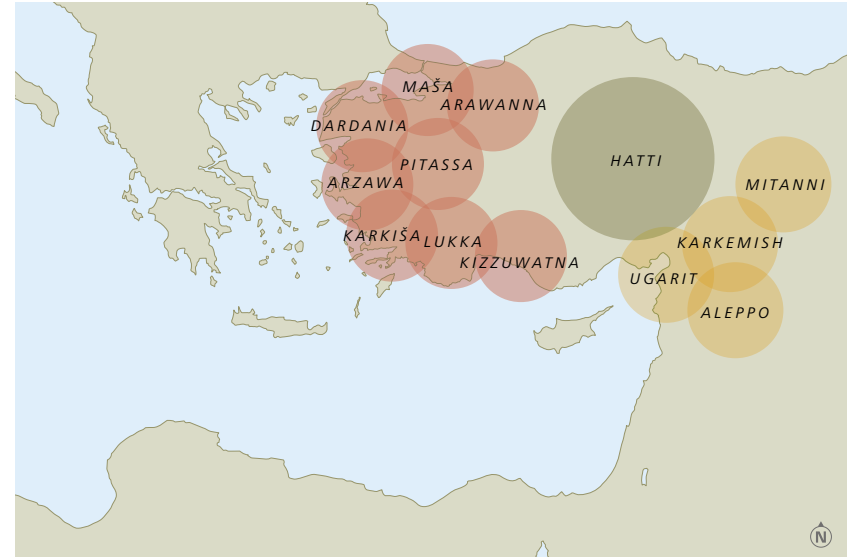 MAŠA
ARAWANNA
DARDANIA
PITASSA
HATTI
ARZAWA
MITANNI
KARKIŠA
LUKKA
KARKEMISH
KIZZUWATNA
UGARIT
ALEPPO
N